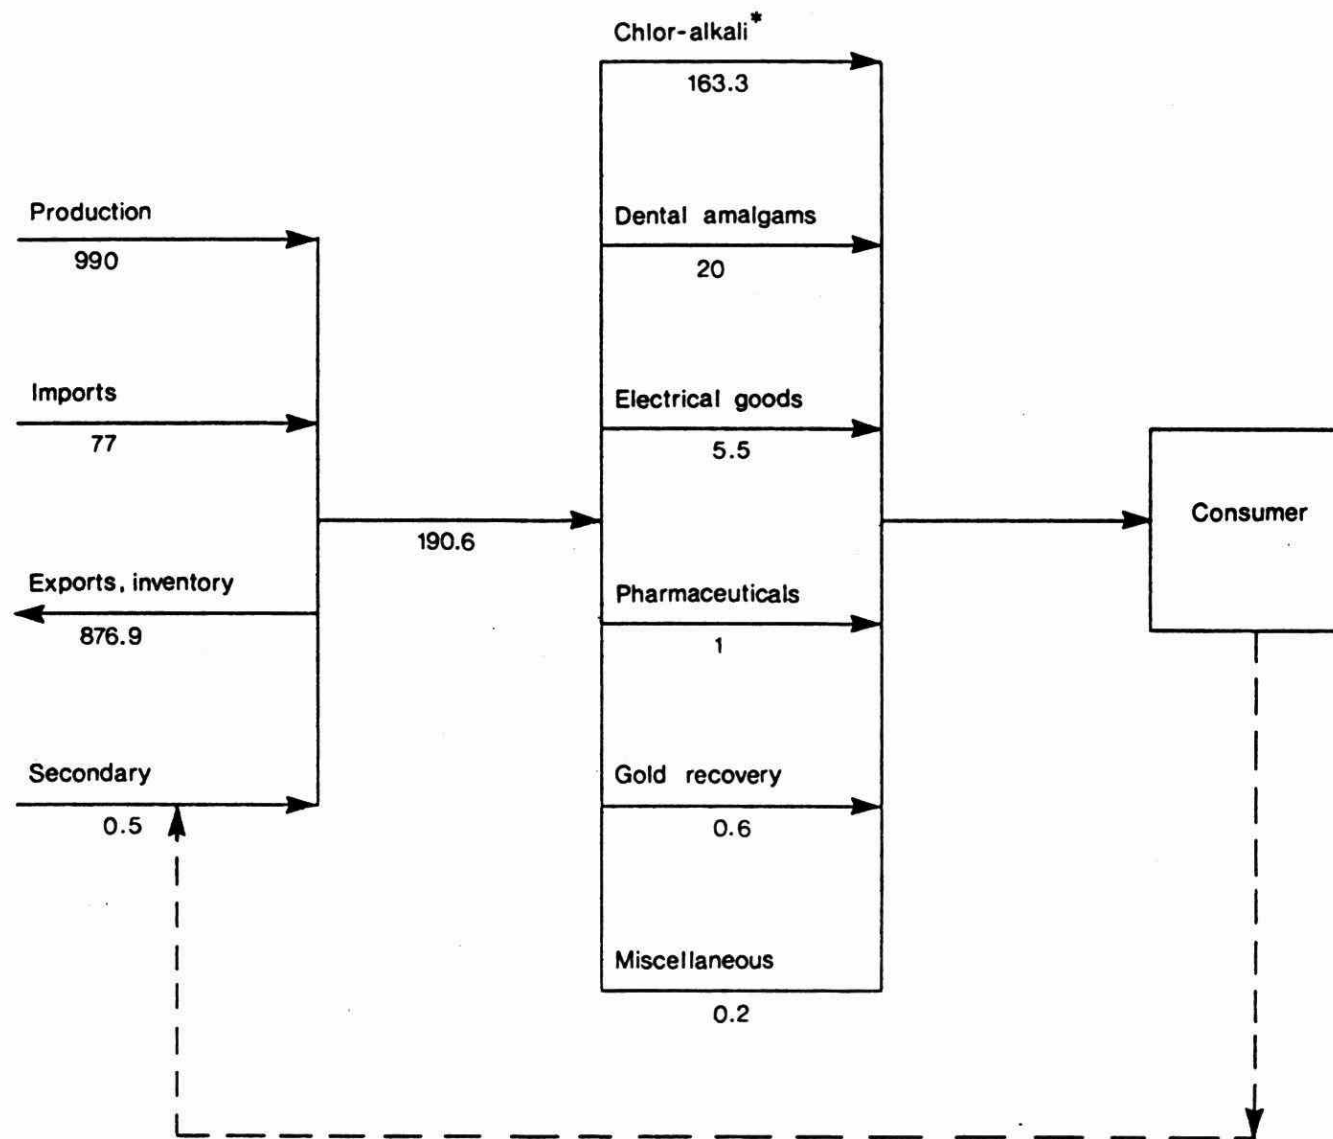 Chlor-alkali*
163.3
Production
990
Dental amalgams
20
Imports
77
Electrical goods
5.5
190.6
Consumer
Exports, inventory
876.9
Pharmaceuticals
1
Secondary
0.5
Gold recovery
0.6
Miscellaneous
0.2